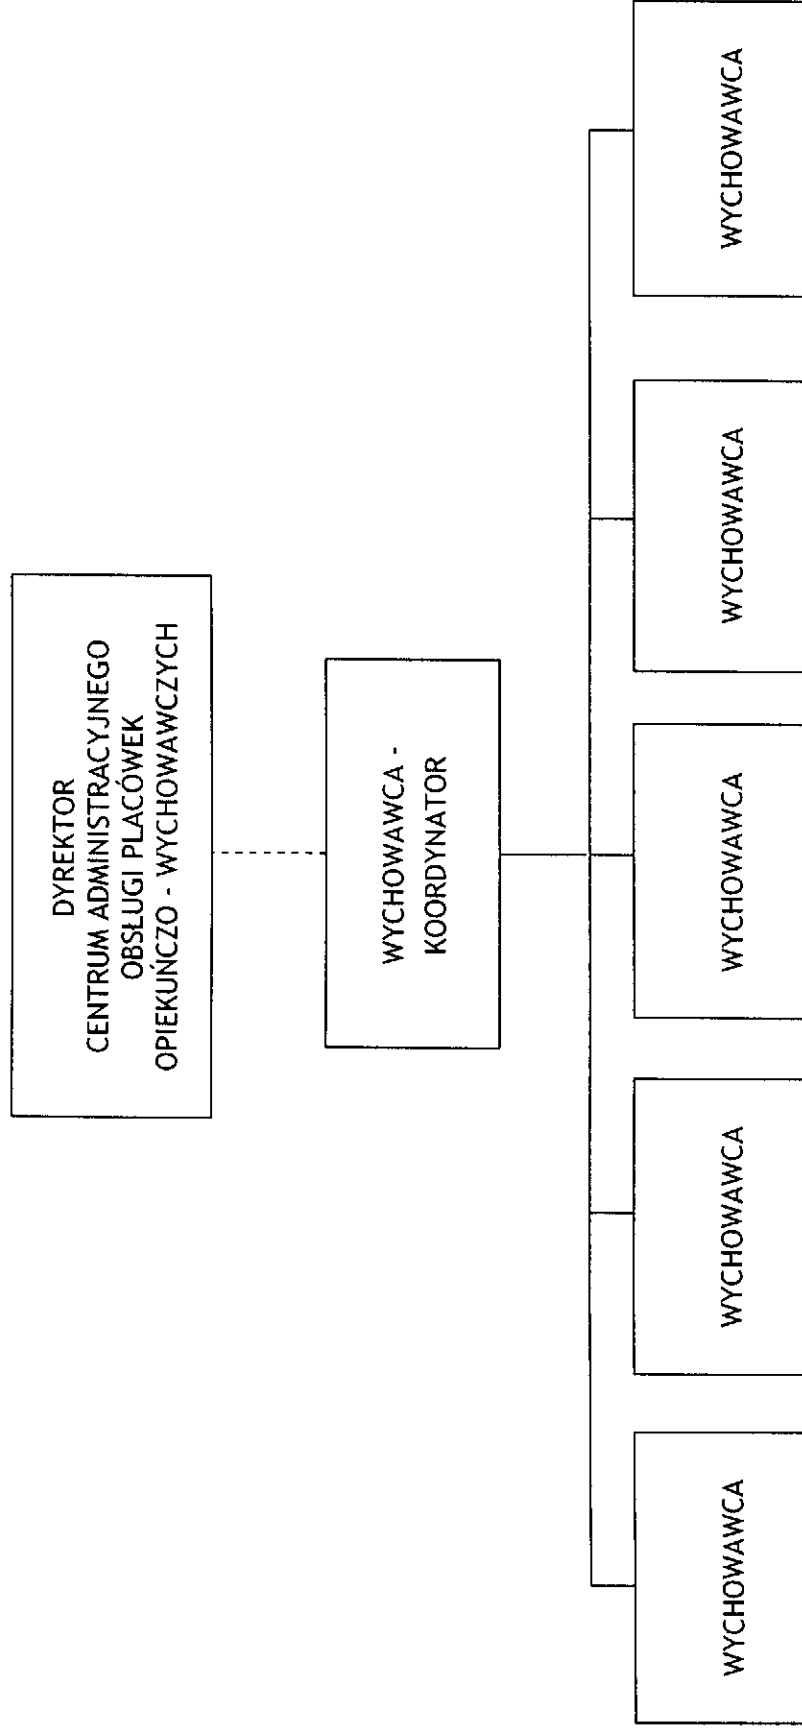 DYREKTOR
CENTRUM ADMINISTRACYJNEGO
OBSŁUGI PLACÓWEK
OPIEKUŃCZO - WYCHOWAWCZYCH
WYCHOWAWCA -
KOORDYNATOR
WYCHOWAWCA
WYCHOWAWCA
WYCHOWAWCA
WYCHOWAWCA
WYCHOWAWCA